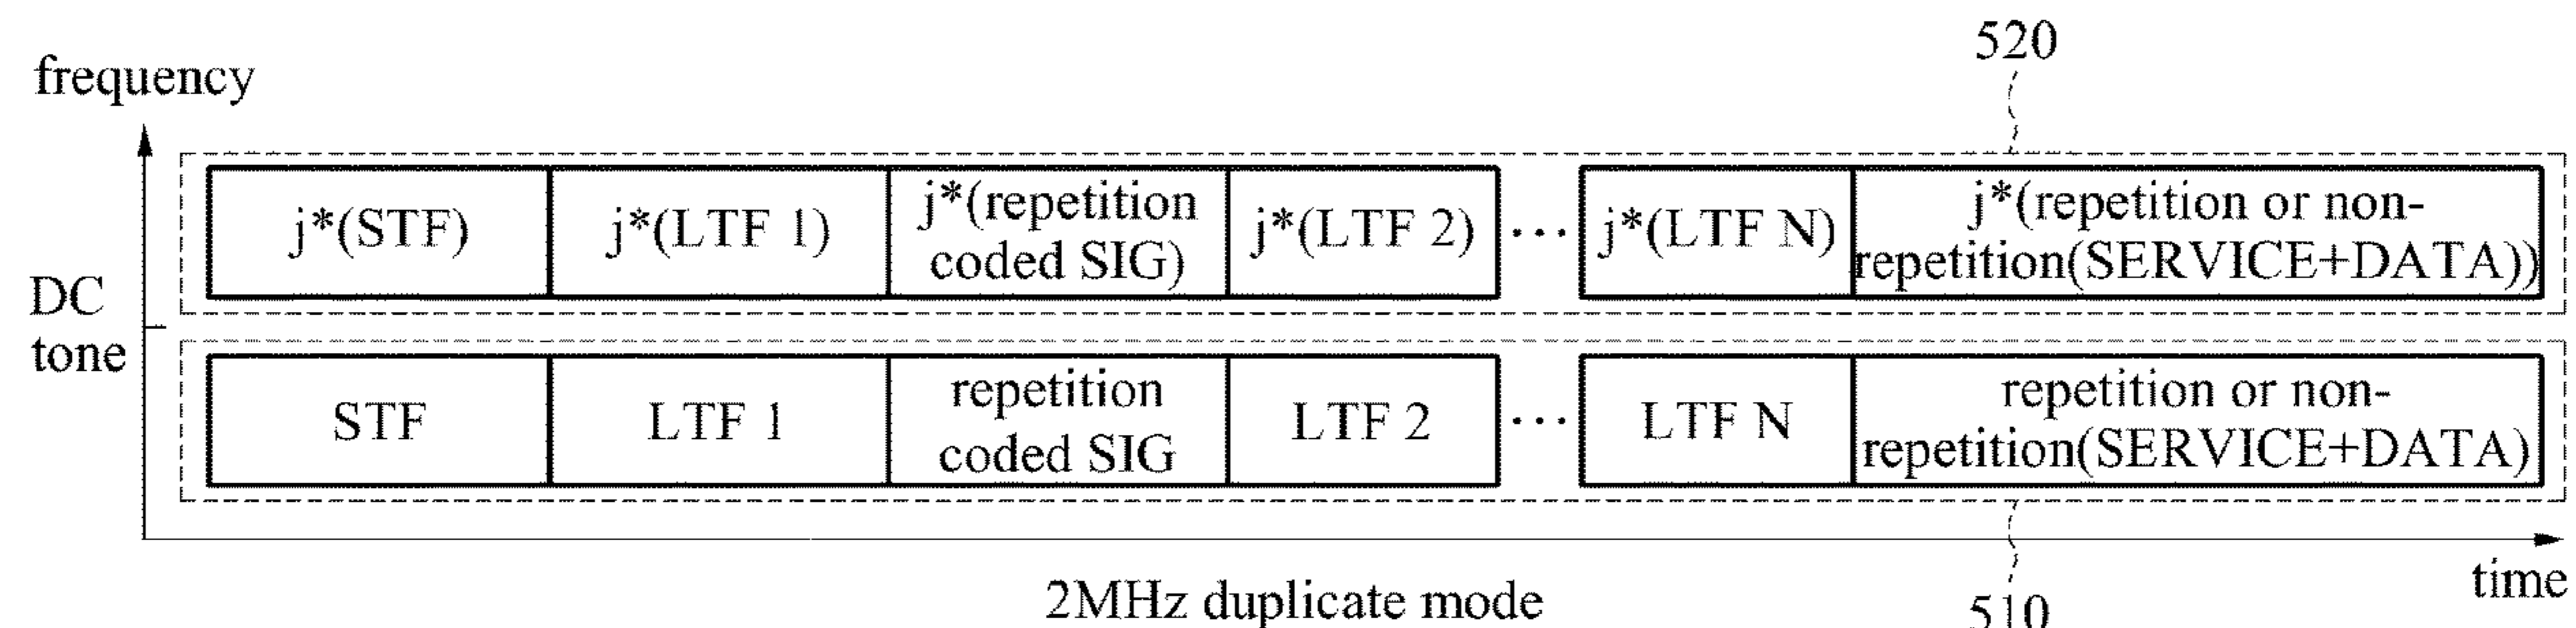 520
frequency
j*(STF)
j*(LTF 1)
j*(repetition
coded SIG)
j*(LTF 2)
...
j*(LTF N)
j*(repetition or non-
repetition(SERVICE+DATA))
DC
tone
STF
LTF 1
repetition
coded SIG
LTF 2
...
LTF N
repetition or non-
repetition(SERVICE+DATA)
time
2MHz duplicate mode
510